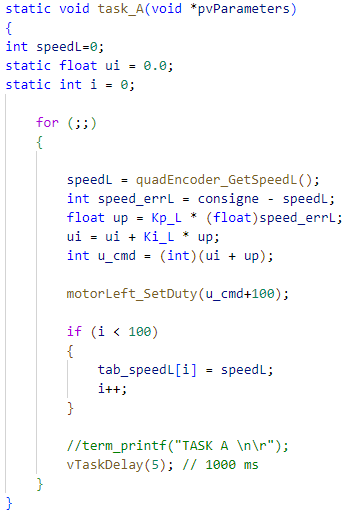 static void task_A(void *pvParameters)
{
int speedL=0;
static float ui = 0.0;
static int i = 0;
for (;;)
{
speedL = quadEncoder_GetSpeedL();
int speed_errL = consigne - speedL;
float up = Kp_L * (float)speed_errL;
ui = ui + Ki_L * up;
int u_cmd = (int)(ui + up);
motorLeft_SetDuty(u_cmd+100);
if (i < 100)
{
tab_speedL[i] = speedL;
i++;
}
//term_printf("TASK A \n\r");
vTaskDelay(5); // 1000 ms
}
}